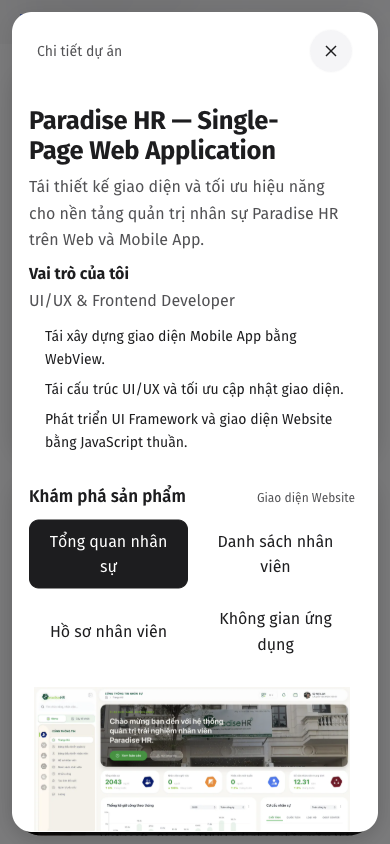 Chi tiết dự án
Paradise HR — Single-
Page Web Application
Tái thiết kế giao diện và tối ưu hiệu năng
cho nền tảng quản trị nhân sự Paradise HR
trên Web và Mobile App.
Vai trò của tôi
UI/UX & Frontend Developer
Tái xây dựng giao diện Mobile App bằng
WebView.
Tái cấu trúc UI/UX và tối ưu cập nhật giao diện.
Phát triển UI Framework và giao diện Website
bằng JavaScript thuần.
Khám phá sản phẩm
Giao diện Website
Tổng quan nhân
sự
Danh sách nhân
viên
Hồ sơ nhân viên
Không gian ứng
dụng
Chào mừng bạn đến với hệ thống
quản trị trải nghiệm nhân viên
Paradise HR.
2043
0
0
12.31